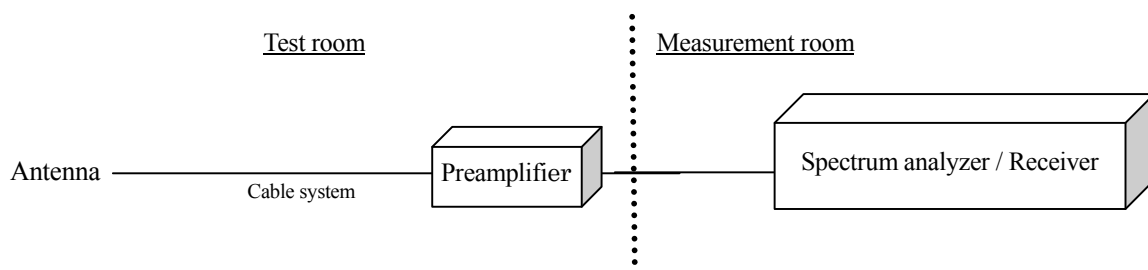 Test room
Measurement room
Antenna
Cable system
Preamplifier
Spectrum analyzer / Receiver